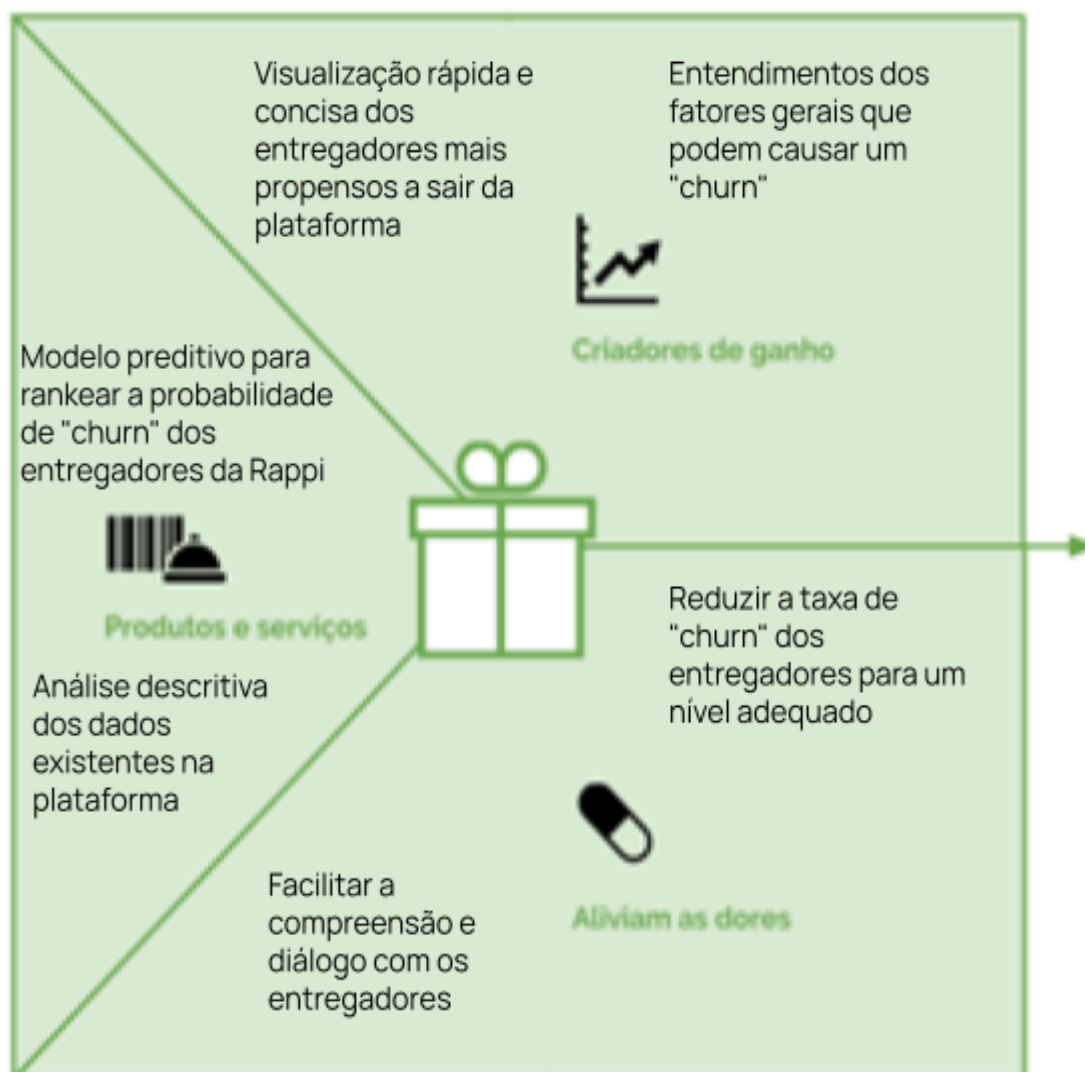 Visualização rápida e
concisa dos
entregadores mais
propensos a sair da
plataforma
Entendimentos dos
fatores gerais que
podem causar um
"churn"
Criadores de ganho
Modelo preditivo para
rankear a probabilidade
de "churn" dos
entregadores da Rappi
Produtos e serviços
Análise descritiva
dos dados
existentes na
plataforma
Reduzir a taxa de
"churn" dos
entregadores para um
nível adequado
Aliviam as dores
Facilitar a
compreensão e
diálogo com os
entregadores